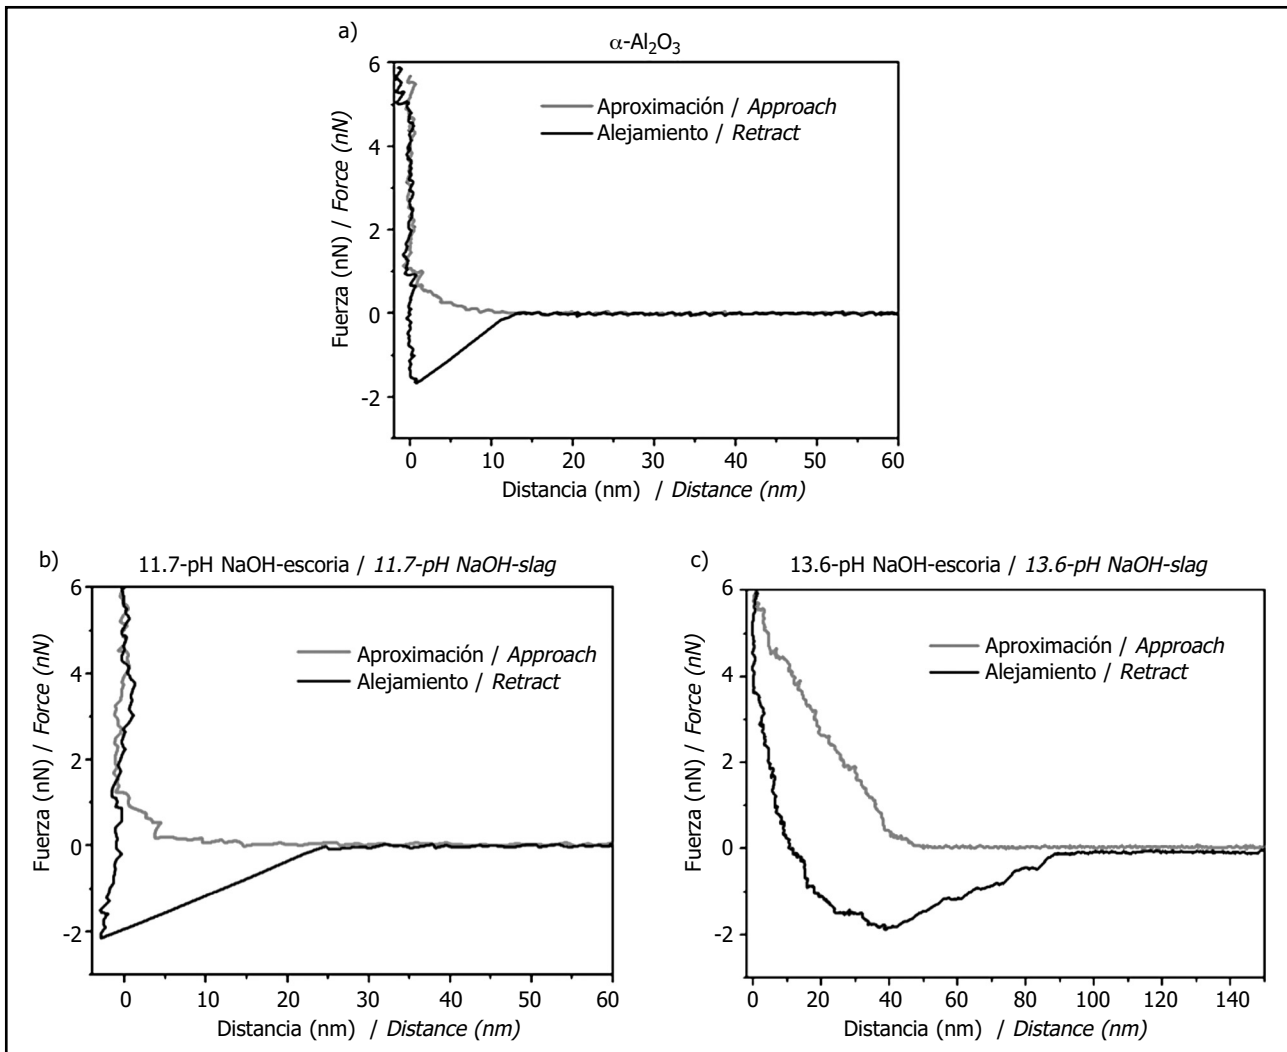 a)
α-Al₂O₃
Aproximación / Approach
Alejamiento / Retract
Fuerza (nN) / Force (nN)
6
4
2
0
-2
0 10 20 30 40 50 60
Distancia (nm) / Distance (nm)
b)
11.7-pH NaOH-escoria / 11.7-pH NaOH-slag
Aproximación / Approach
Alejamiento / Retract
Fuerza (nN) / Force (nN)
6
4
2
0
-2
0 10 20 30 40 50 60
Distancia (nm) / Distance (nm)
c)
13.6-pH NaOH-escoria / 13.6-pH NaOH-slag
Aproximación / Approach
Alejamiento / Retract
Fuerza (nN) / Force (nN)
6
4
2
0
-2
0 20 40 60 80 100 120 140
Distancia (nm) / Distance (nm)